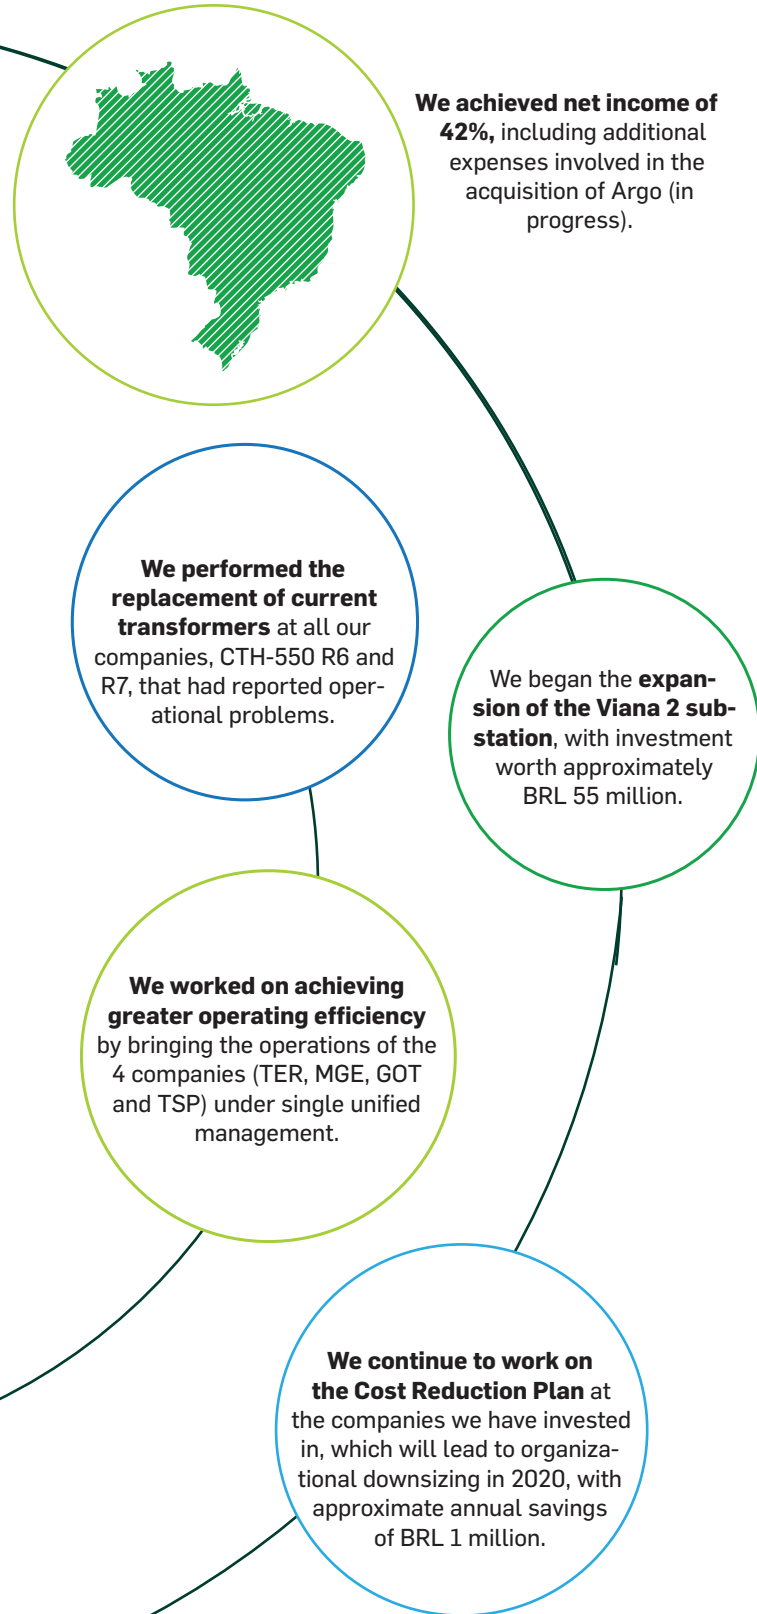 We achieved net income of
42%, including additional
expenses involved in the
acquisition of Argo (in
progress).
We performed the
replacement of current
transformers at all our
companies, CTH-550 R6 and
R7, that had reported oper-
ational problems.
We began the expan-
sion of the Viana 2 sub-
station, with investment
worth approximately
BRL 55 million.
We worked on achieving
greater operating efficiency
by bringing the operations of the
4 companies (TER, MGE, GOT
and TSP) under single unified
management.
We continue to work on
the Cost Reduction Plan at
the companies we have invested
in, which will lead to organiza-
tional downsizing in 2020, with
approximate annual savings
of BRL 1 million.